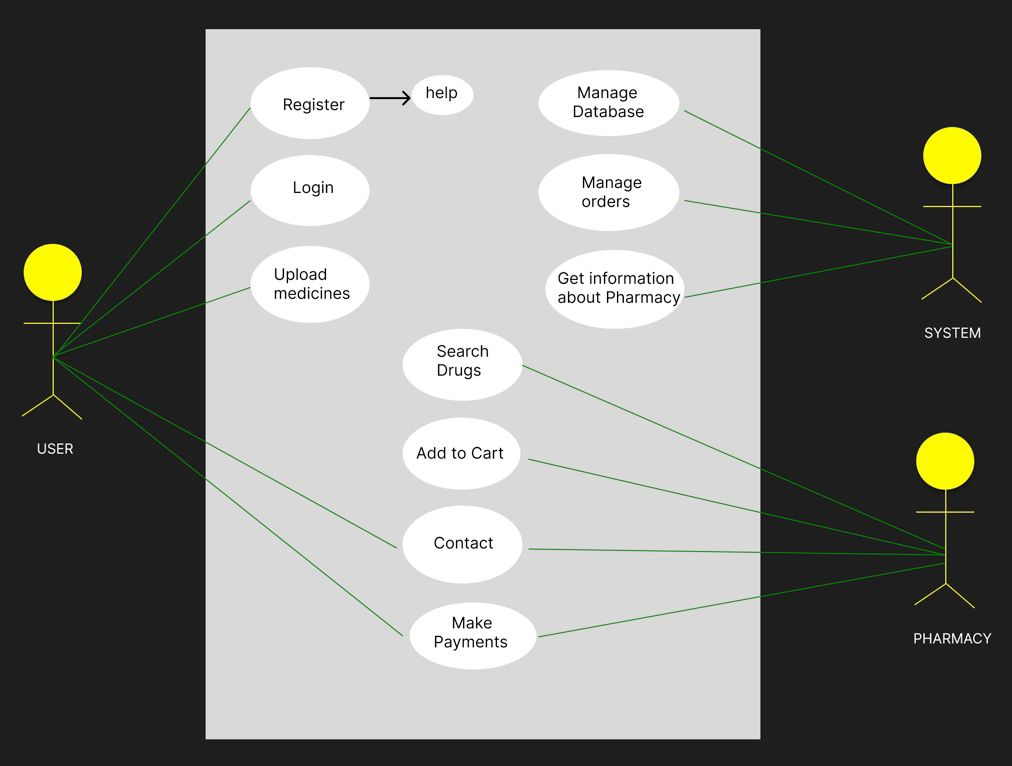 Register
help
Login
Upload
medicines
Manage
Database
Manage
orders
Get information
about Pharmacy
Search
Drugs
Add to Cart
Contact
Make
Payments
USER
SYSTEM
PHARMACY